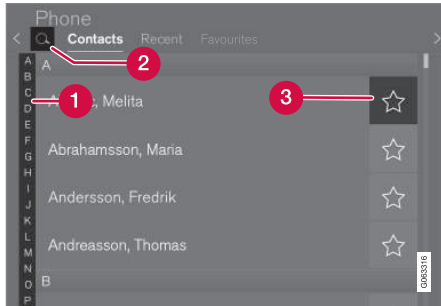 Phone
Contacts Recent Favourites
2
A
B
C
D
E
F
G
H
I
J
K
L
M
N
O
P
A
1
Melita
3
Abrahamsson, Maria
Andersson, Fredrik
Andreasson, Thomas
B
G063316